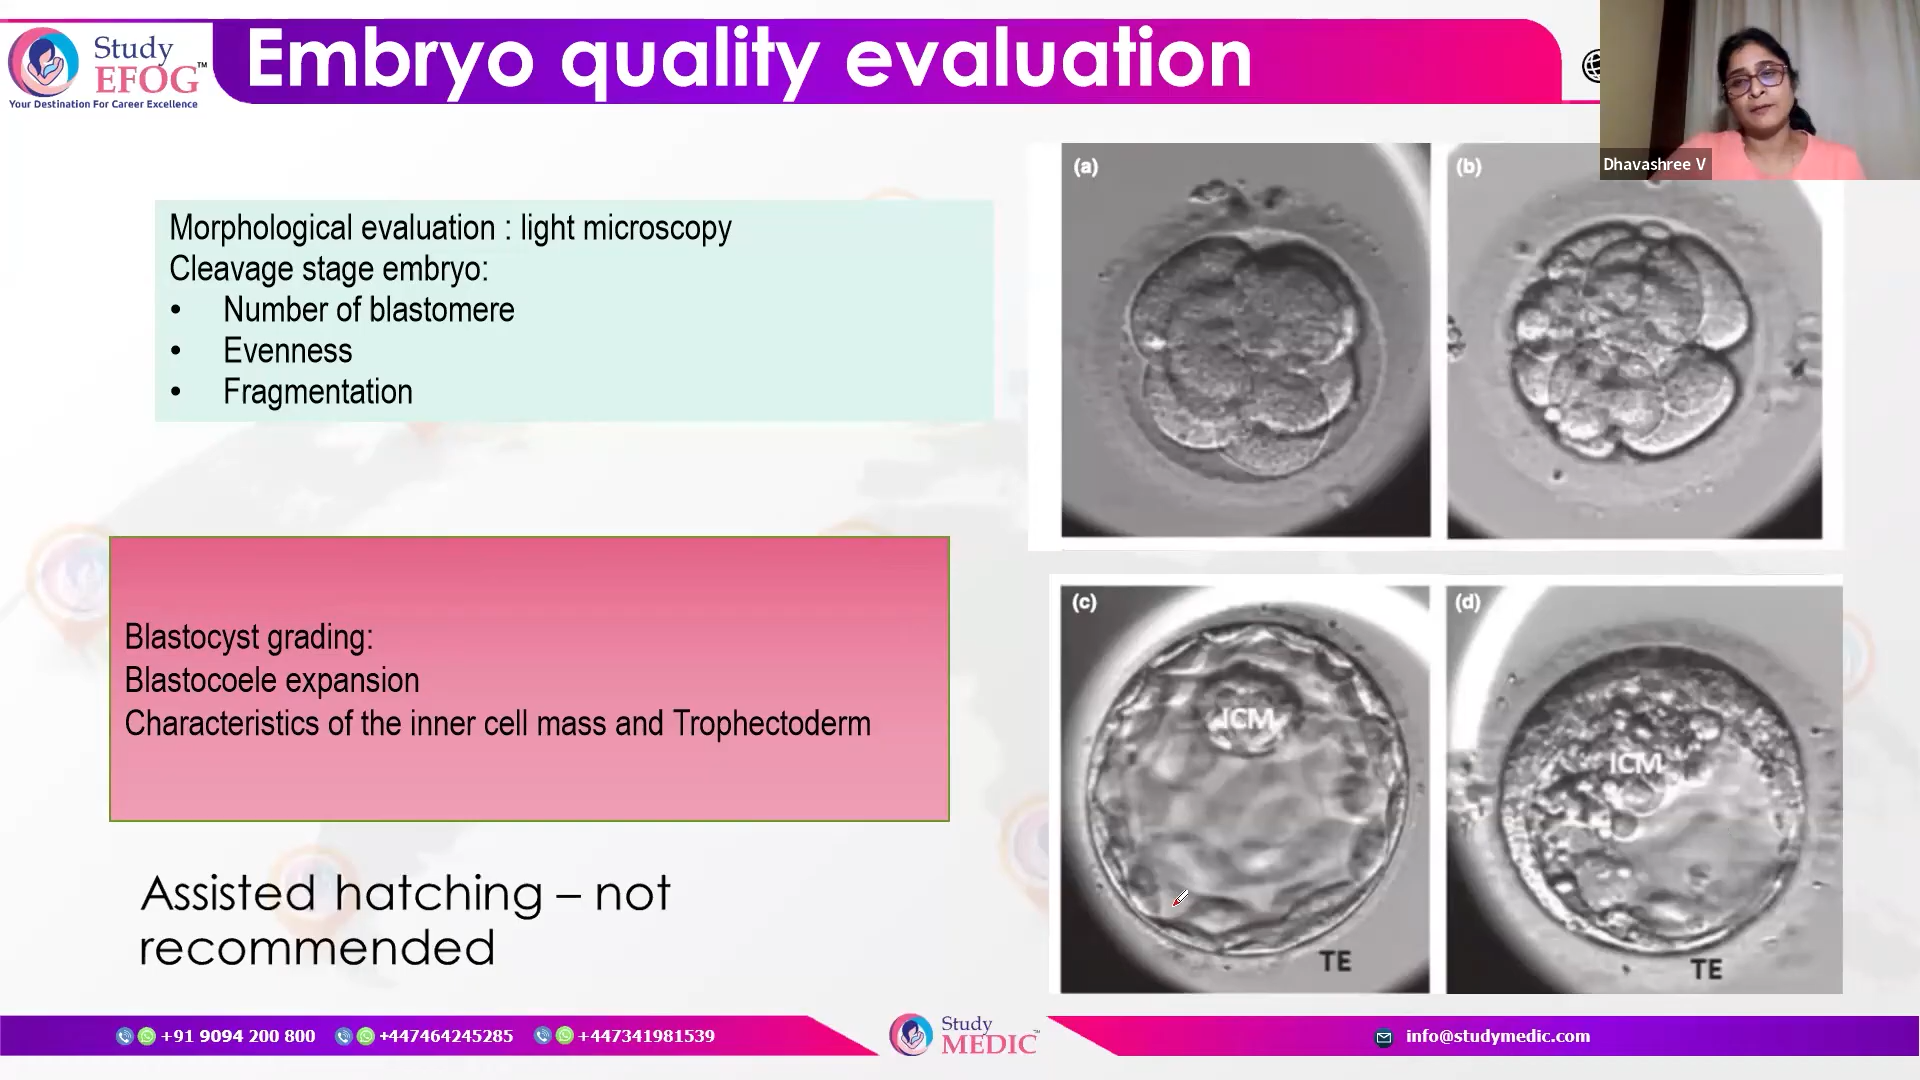 Study
EFOG™
Your Destination For Career Excellence
Embryo quality evaluation
Dhavashree V
Morphological evaluation : light microscopy
Cleavage stage embryo:
• Number of blastomere
• Evenness
• Fragmentation
(a)
(b)
Blastocyst grading:
Blastocoele expansion
Characteristics of the inner cell mass and Trophectoderm
(c)
ICM
TE
(d)
ICM
TE
Assisted hatching – not
recommended
+91 9094 200 800 +447464245285 +447341981539
Study
MEDIC™
info@studymedic.com